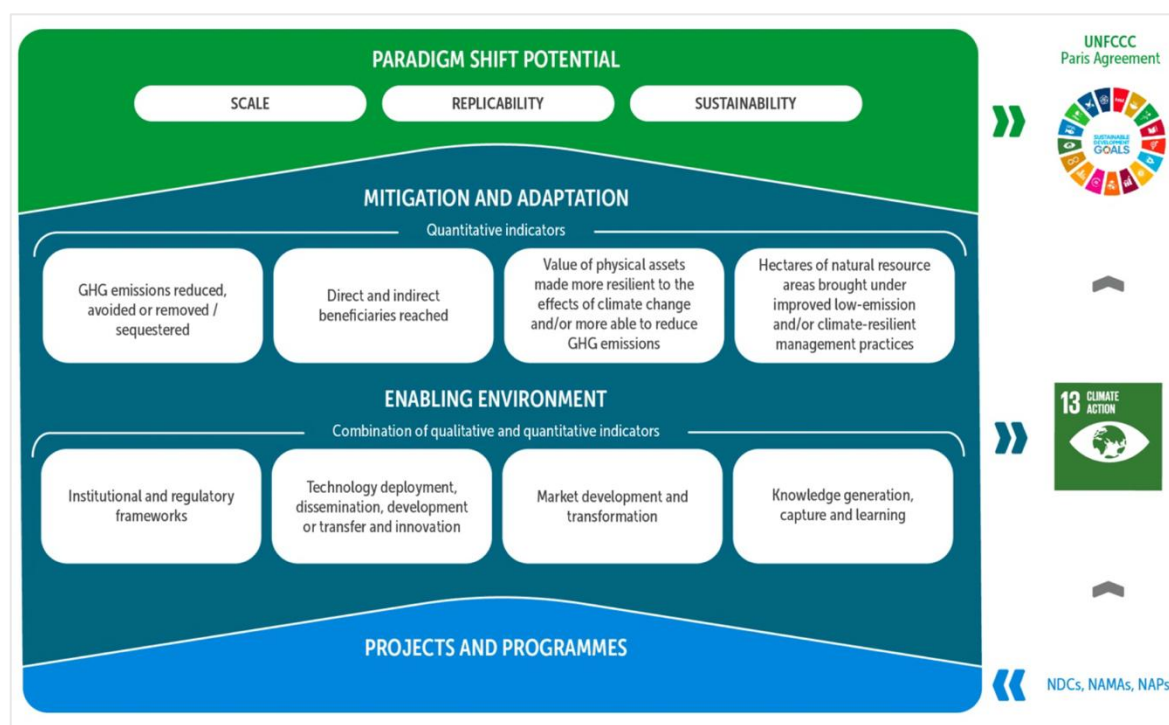 PARADIGM SHIFT POTENTIAL
SCALE
REPLICABILITY
SUSTAINABILITY
UNFCCC
Paris Agreement
SUSTAINABLE
DEVELOPMENT
GOALS
MITIGATION AND ADAPTATION
Quantitative indicators
GHG emissions reduced,
avoided or removed /
sequestered
Direct and indirect
beneficiaries reached
Value of physical assets
made more resilient to the
effects of climate change
and/or more able to reduce
GHG emissions
Hectares of natural resource
areas brought under
improved low-emission
and/or climate-resilient
management practices
ENABLING ENVIRONMENT
Combination of qualitative and quantitative indicators
Institutional and regulatory
frameworks
Technology deployment,
dissemination, development
or transfer and innovation
Market development and
transformation
Knowledge generation,
capture and learning
13 CLIMATE
ACTION
PROJECTS AND PROGRAMMES
NDCs, NAMAs, NAPs